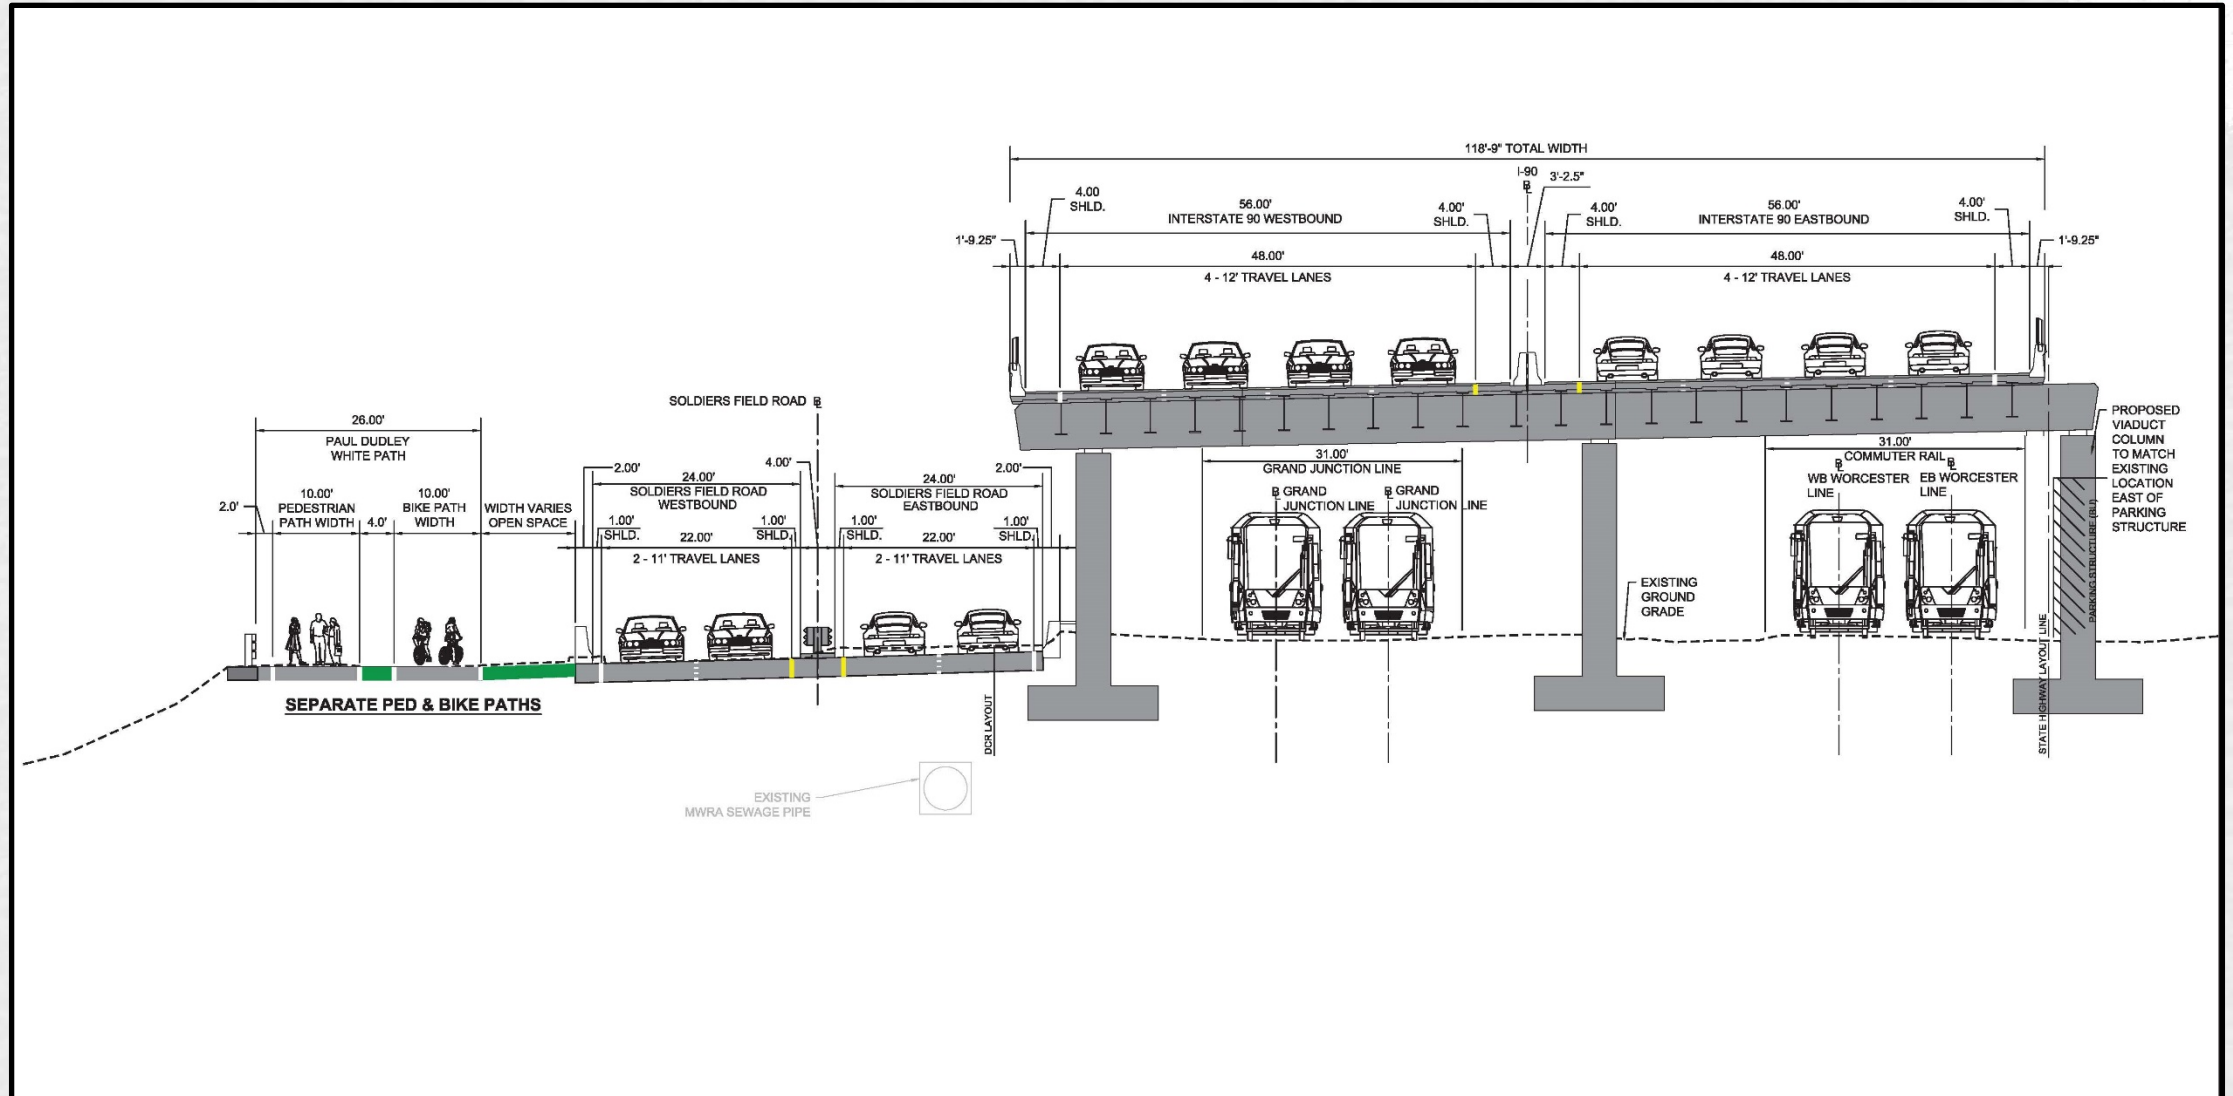 118'-9" TOTAL WIDTH
I-90
3'-2.5"
4.00
SHLD.
56.00'
INTERSTATE 90 WESTBOUND
4.00'
SHLD.
4.00'
SHLD.
56.00'
INTERSTATE 90 EASTBOUND
4.00'
SHLD.
1'-9.25"
48.00'
4 - 12' TRAVEL LANES
48.00'
4 - 12' TRAVEL LANES
1'-9.25"
SOLDIERS FIELD ROAD
26.00'
PAUL DUDLEY
WHITE PATH
2.0'
10.00'
PEDESTRIAN
PATH WIDTH
4.0'
10.00'
BIKE PATH
WIDTH
WIDTH VARIES
OPEN SPACE
2.00'
24.00'
SOLDIERS FIELD ROAD
WESTBOUND
4.00'
24.00'
SOLDIERS FIELD ROAD
EASTBOUND
2.00'
1.00'
SHLD.
22.00'
2 - 11' TRAVEL LANES
1.00'
SHLD.
1.00'
SHLD.
22.00'
2 - 11' TRAVEL LANES
1.00'
SHLD.
31.00'
GRAND JUNCTION LINE
GRAND
JUNCTION LINE
GRAND
JUNCTION LINE
31.00'
COMMUTER RAIL
WB WORCESTER
LINE
EB WORCESTER
LINE
EXISTING
GROUND
GRADE
PROPOSED
VIADUCT
COLUMN
TO MATCH
EXISTING
LOCATION
EAST OF
PARKING
STRUCTURE
PARKING STRUCTURE (BU)
STATE HIGHWAY LAYOUT LINE
DCR LAYOUT
SEPARATE PED & BIKE PATHS
EXISTING
MWRA SEWAGE PIPE